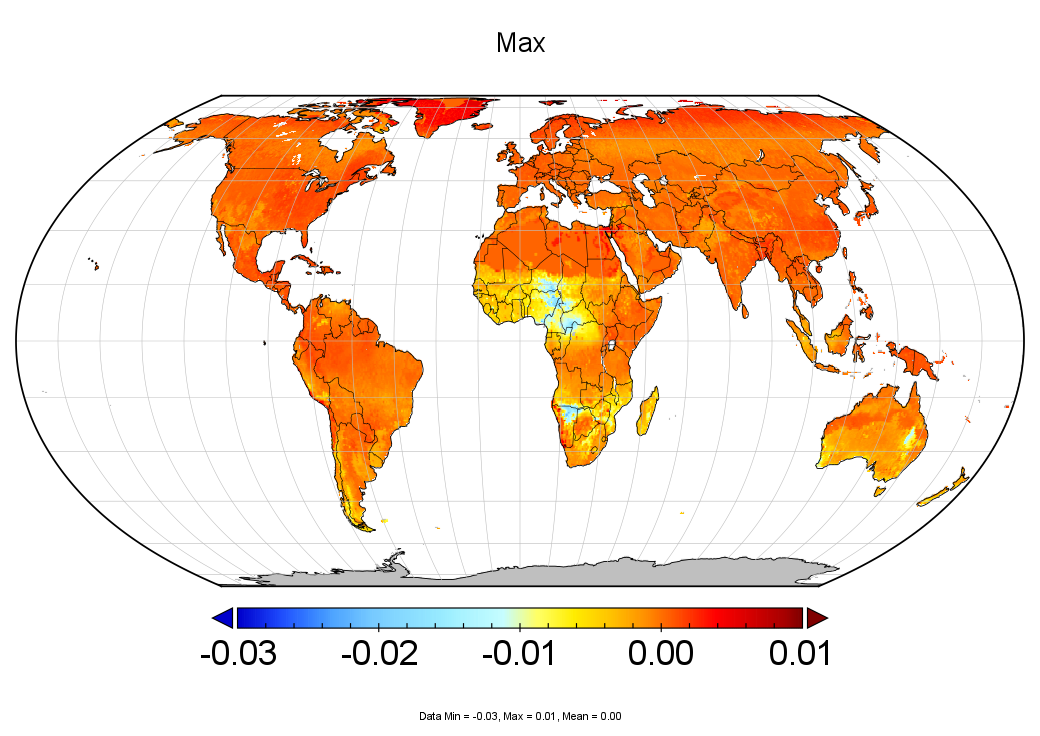 Max
-0.03 -0.02 -0.01 0.00 0.01
Data Min = -0.03, Max = 0.01, Mean = 0.00